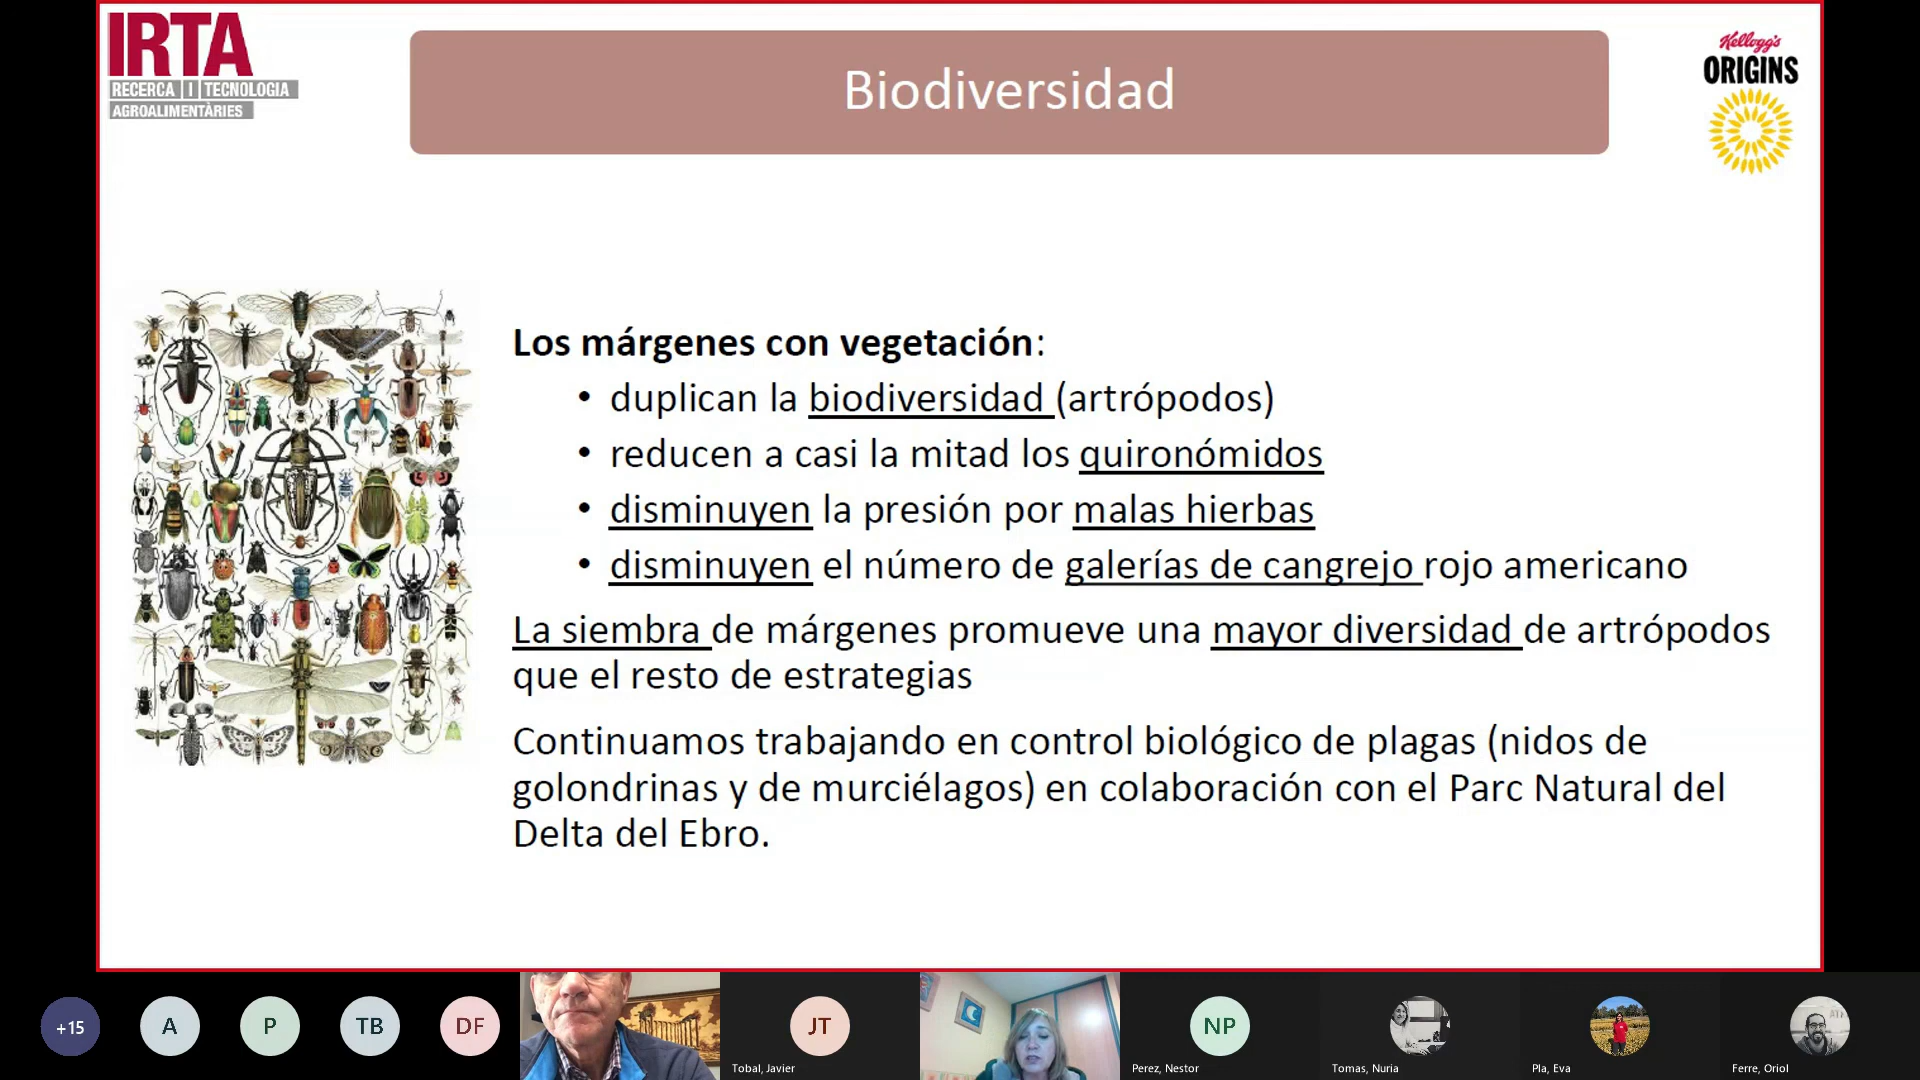 IRTA
RECERCA I TECNOLOGIA
AGROALIMENTÀRIES
Biodiversidad
Kellogg's
ORIGINS
Los márgenes con vegetación:
• duplican la biodiversidad (artrópodos)
• reducen a casi la mitad los quironómidos
• disminuyen la presión por malas hierbas
• disminuyen el número de galerías de cangrejo rojo americano
La siembra de márgenes promueve una mayor diversidad de artrópodos
que el resto de estrategias
Continuamos trabajando en control biológico de plagas (nidos de
golondrinas y de murciélagos) en colaboración con el Parc Natural del
Delta del Ebro.
+15
A
P
TB
DF
JT
NP
Tobal, Javier
Perez, Nestor
Tomas, Nuria
Pla, Eva
Ferre, Oriol